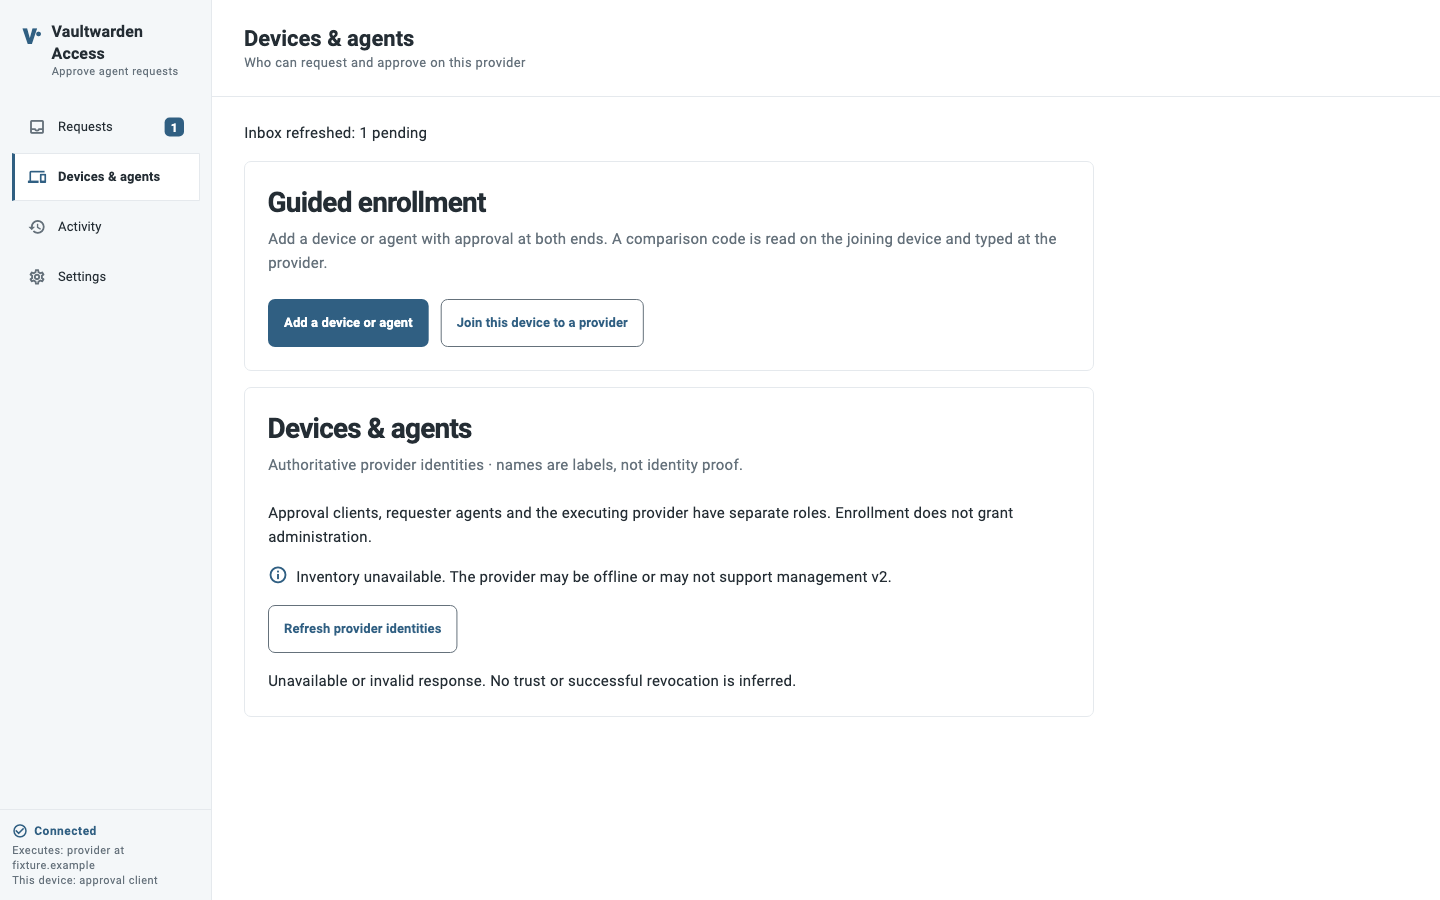 Vaultwarden
Access
Approve agent requests
Requests
1
Devices & agents
Activity
Settings
Connected
Executes: provider at
fixture.example
This device: approval client
Devices & agents
Who can request and approve on this provider
Inbox refreshed: 1 pending
Guided enrollment
Add a device or agent with approval at both ends. A comparison code is read on the joining device and typed at the
provider.
Add a device or agent
Join this device to a provider
Devices & agents
Authoritative provider identities · names are labels, not identity proof.
Approval clients, requester agents and the executing provider have separate roles. Enrollment does not grant
administration.
Inventory unavailable. The provider may be offline or may not support management v2.
Refresh provider identities
Unavailable or invalid response. No trust or successful revocation is inferred.